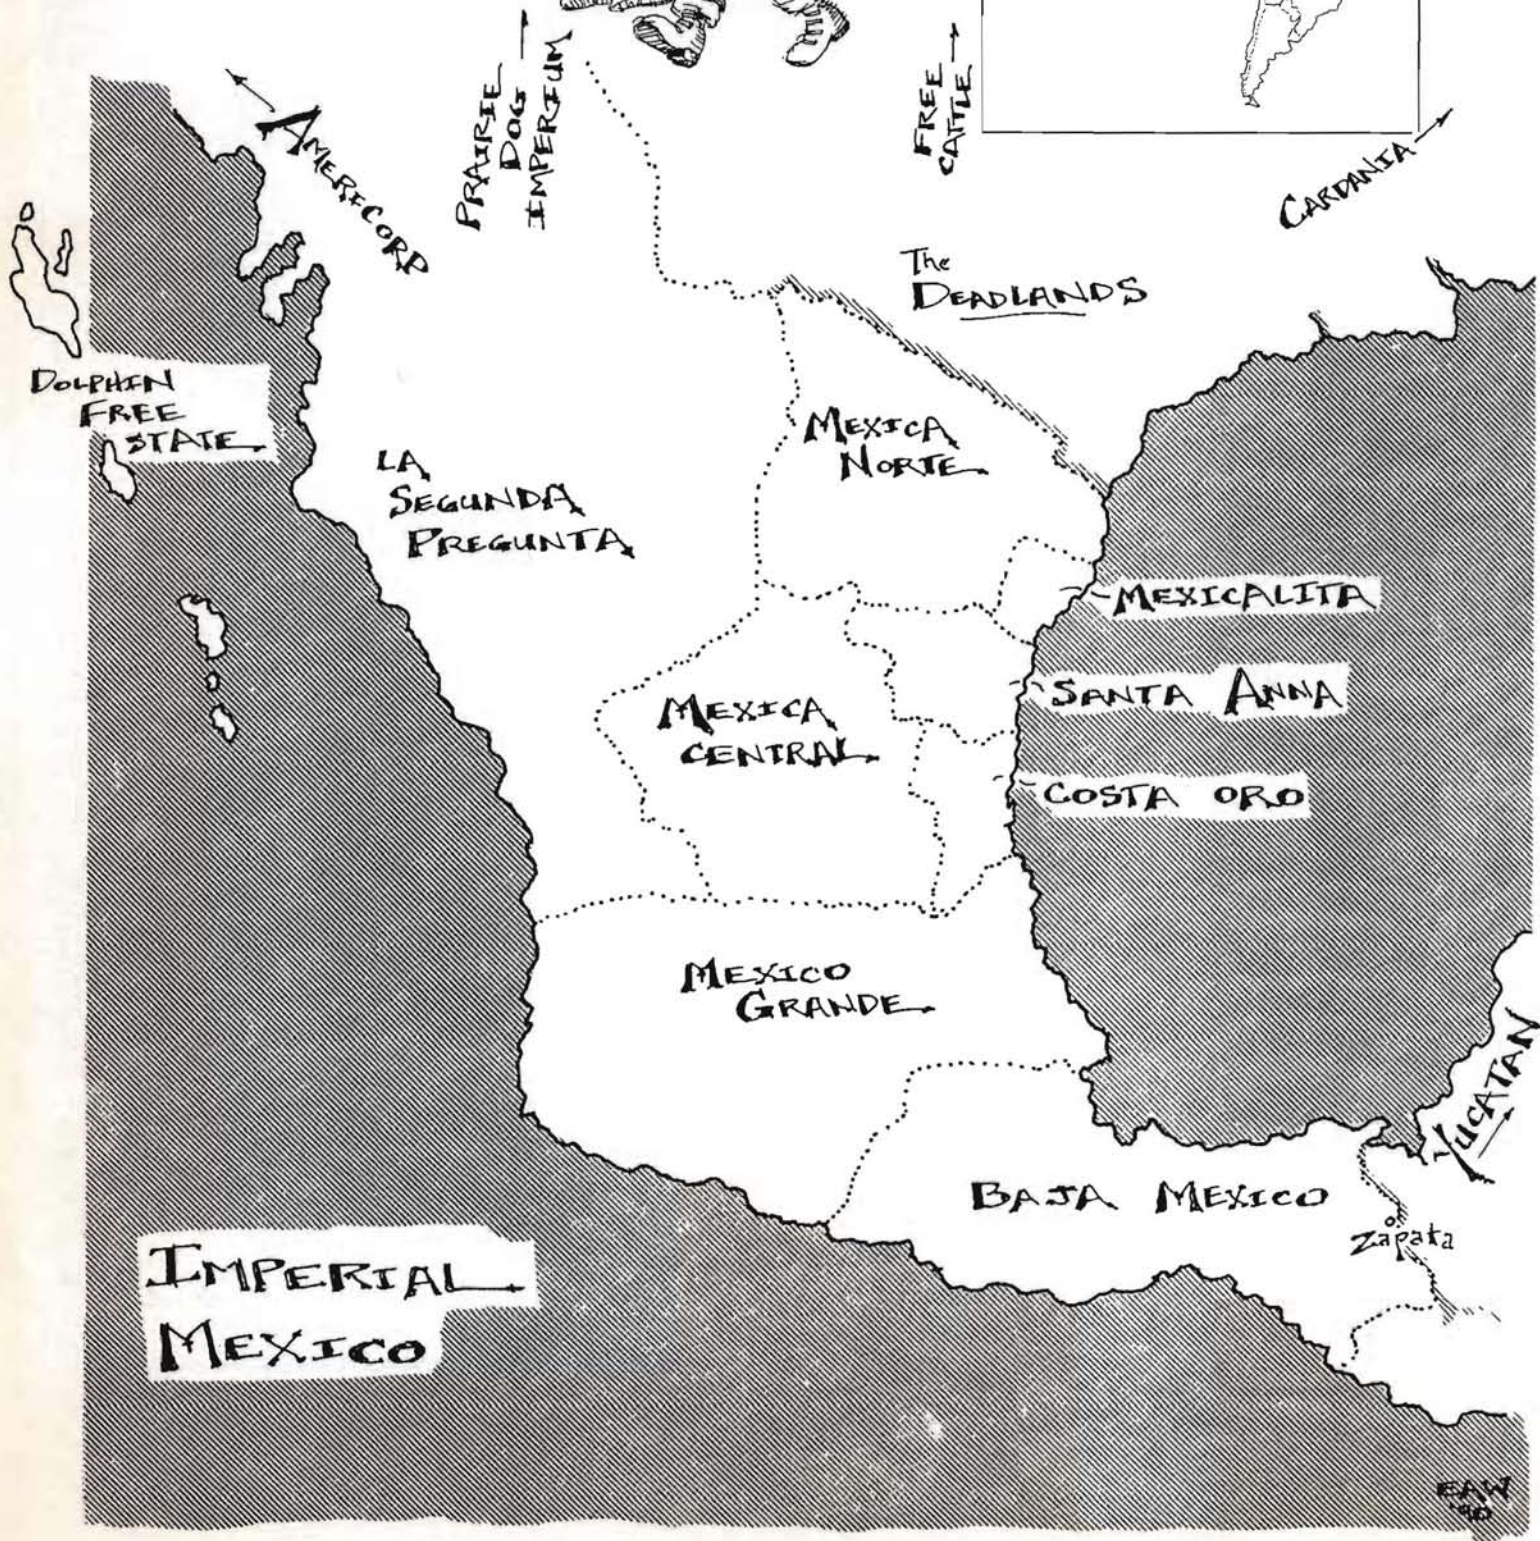 PRAIRIE
DOG
IMPERIUM
FREE
CATTLE
AMERICORP
CARDANIA
The
DEADLANDS
DOLPHIN
FREE
STATE
MEXICA
NORTE
LA
SEGUNDA
PREGUNTA
MEXICALITA
SANTA ANNA
MEXICA
CENTRAL
COSTA ORO
MEXICO
GRANDE
YUCATAN
BAJA MEXICO
Zapata
IMPERIAL
MEXICO
EAW
'90